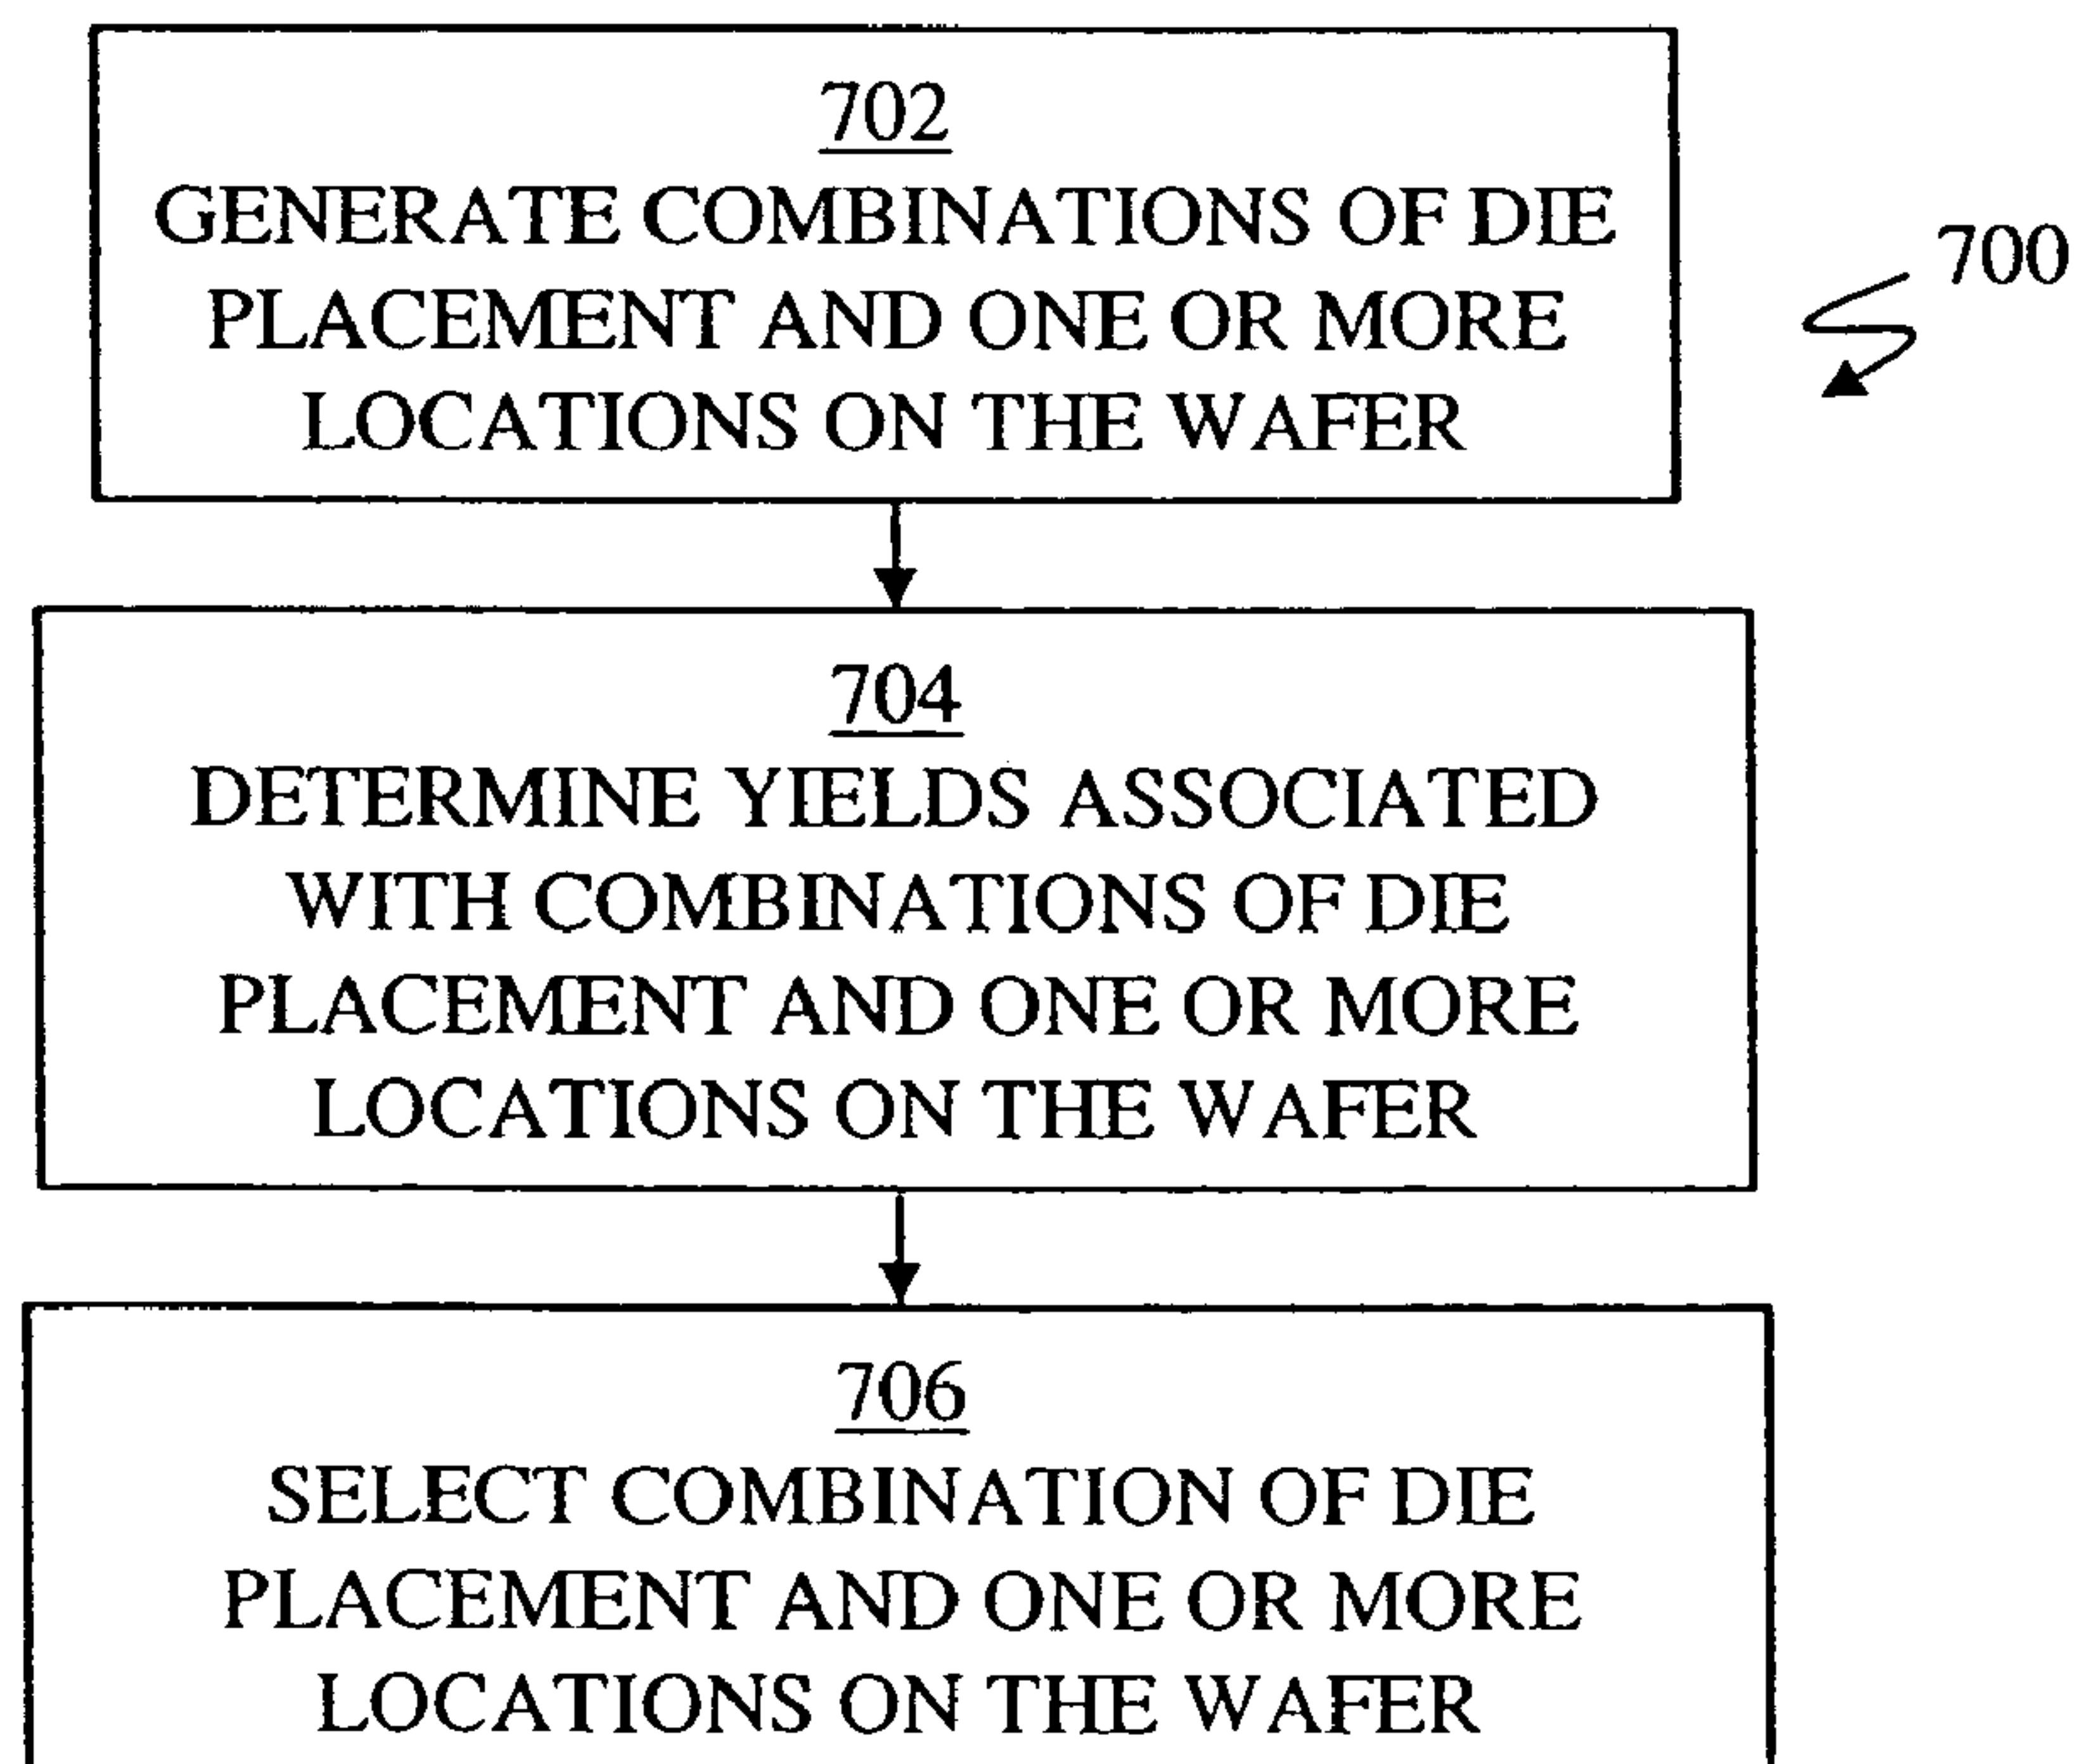 702
GENERATE COMBINATIONS OF DIE
PLACEMENT AND ONE OR MORE
LOCATIONS ON THE WAFER
700
704
DETERMINE YIELDS ASSOCIATED
WITH COMBINATIONS OF DIE
PLACEMENT AND ONE OR MORE
LOCATIONS ON THE WAFER
706
SELECT COMBINATION OF DIE
PLACEMENT AND ONE OR MORE
LOCATIONS ON THE WAFER